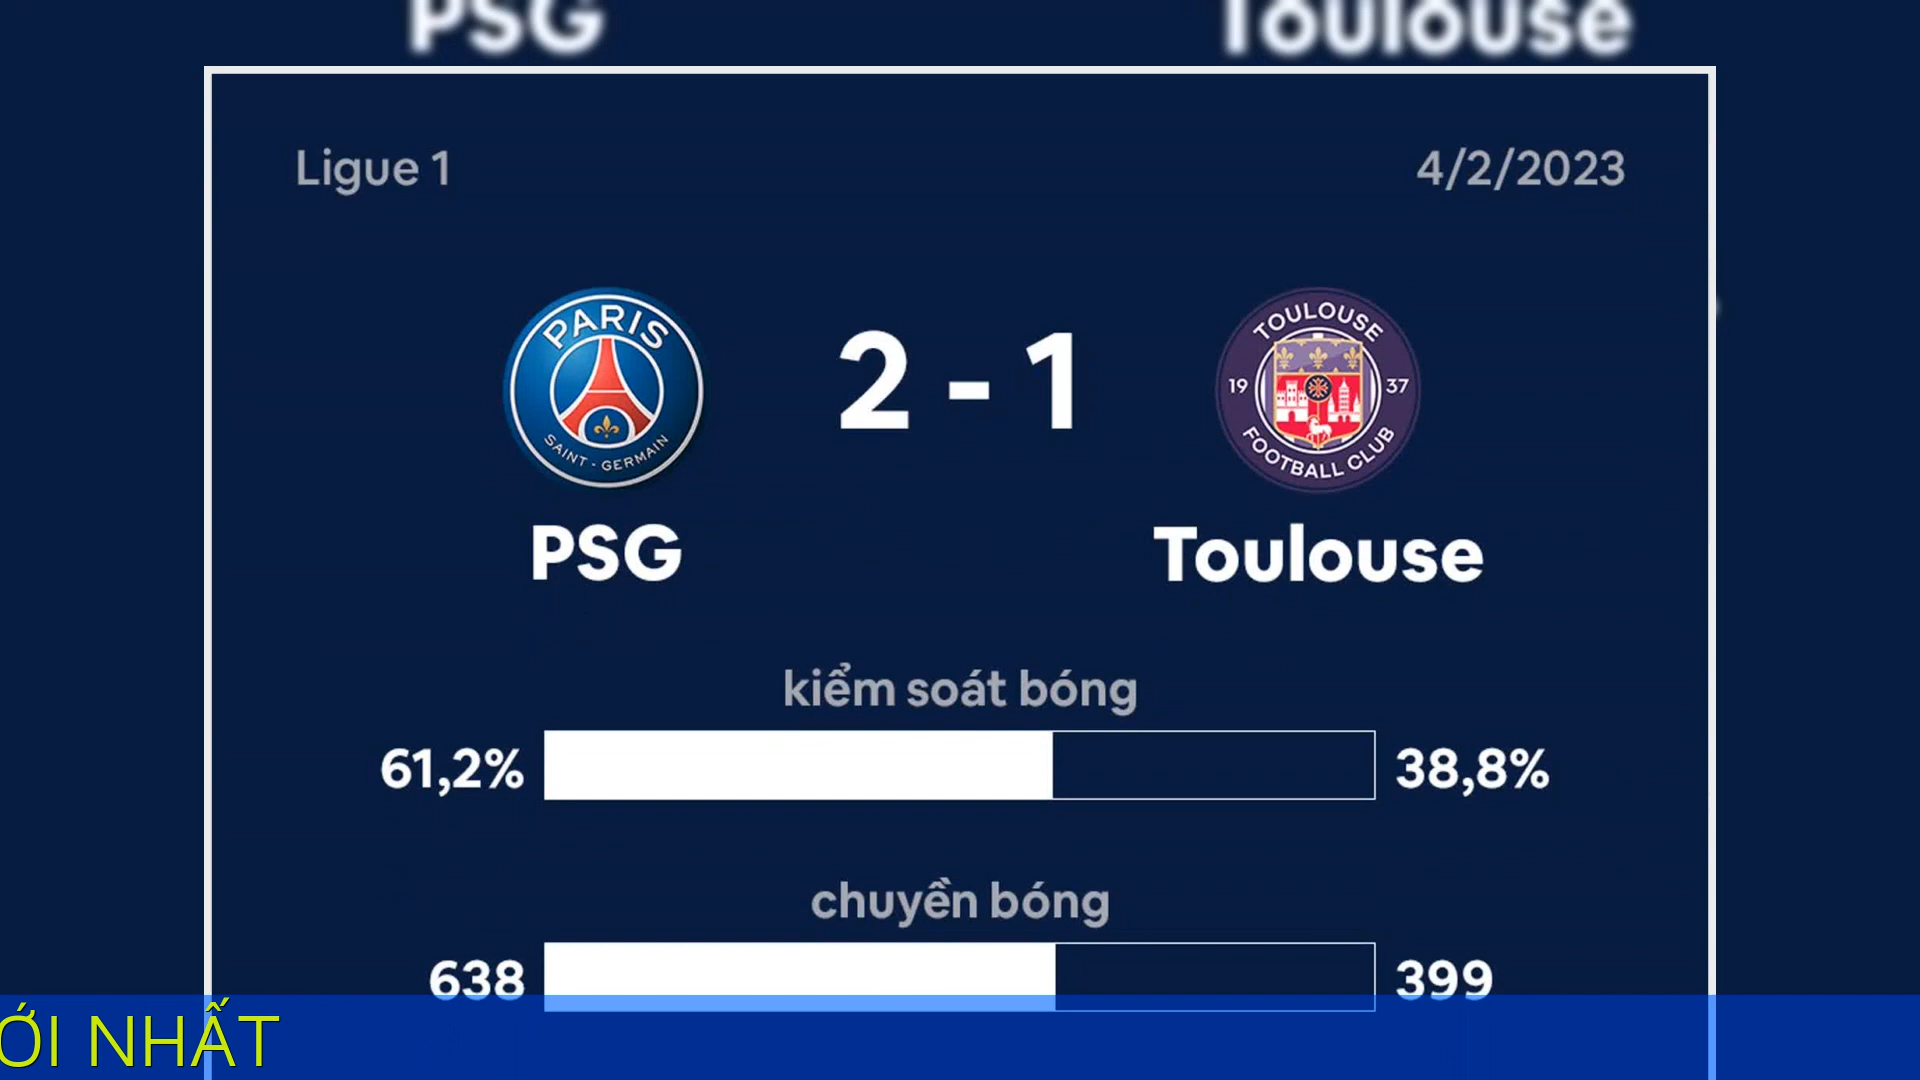 PSG Toulouse
Ligue 1 4/2/2023
PARIS
SAINT - GERMAIN
2 - 1
TOULOUSE
19 37
FOOTBALL CLUB
PSG Toulouse
kiểm soát bóng
61,2% 38,8%
chuyền bóng
638 399
ỚI NHẤT